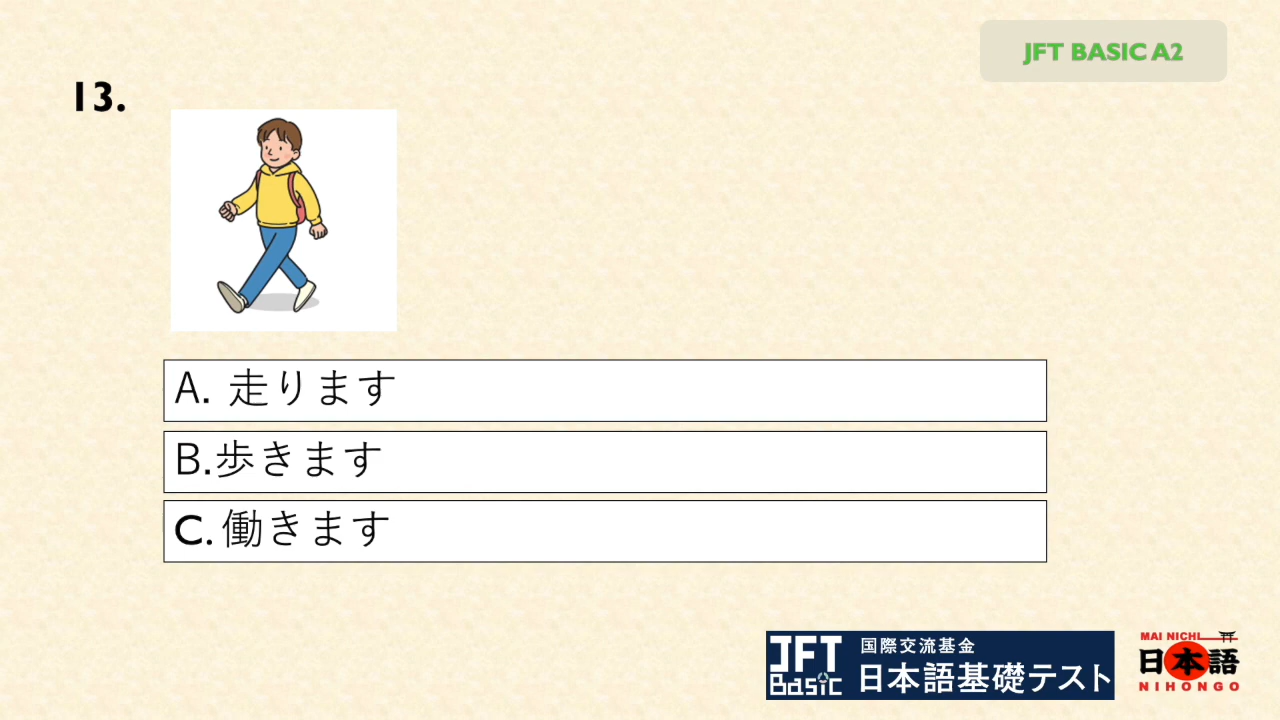 JFT BASIC A2
13.
A. 走ります
B.歩きます
C.働きます
JFT Basic
国際交流基金
日本語基礎テスト
MAI NICHI
日本語
NIHONGO